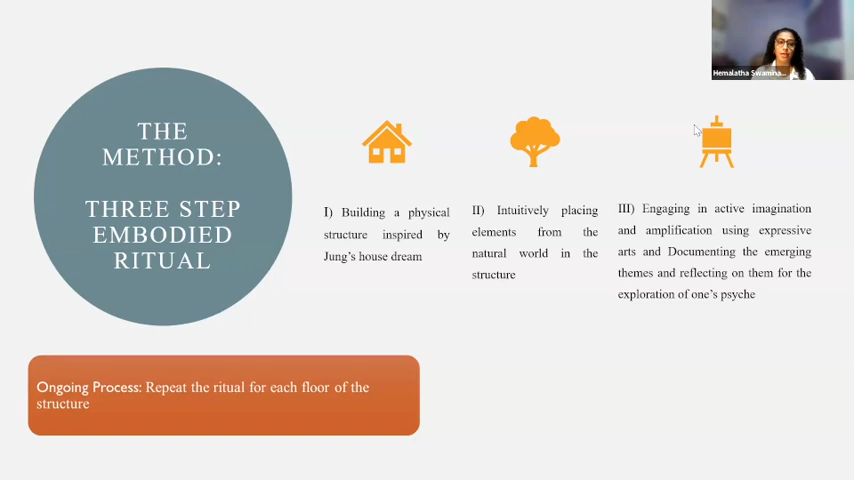 Hemalatha Swamina...
THE
METHOD:
THREE STEP
EMBODIED
RITUAL
I) Building a physical
structure inspired by
Jung's house dream
II) Intuitively placing
elements from the
natural world in the
structure
III) Engaging in active imagination
and amplification using expressive
arts and Documenting the emerging
themes and reflecting on them for the
exploration of one's psyche
Ongoing Process: Repeat the ritual for each floor of the
structure